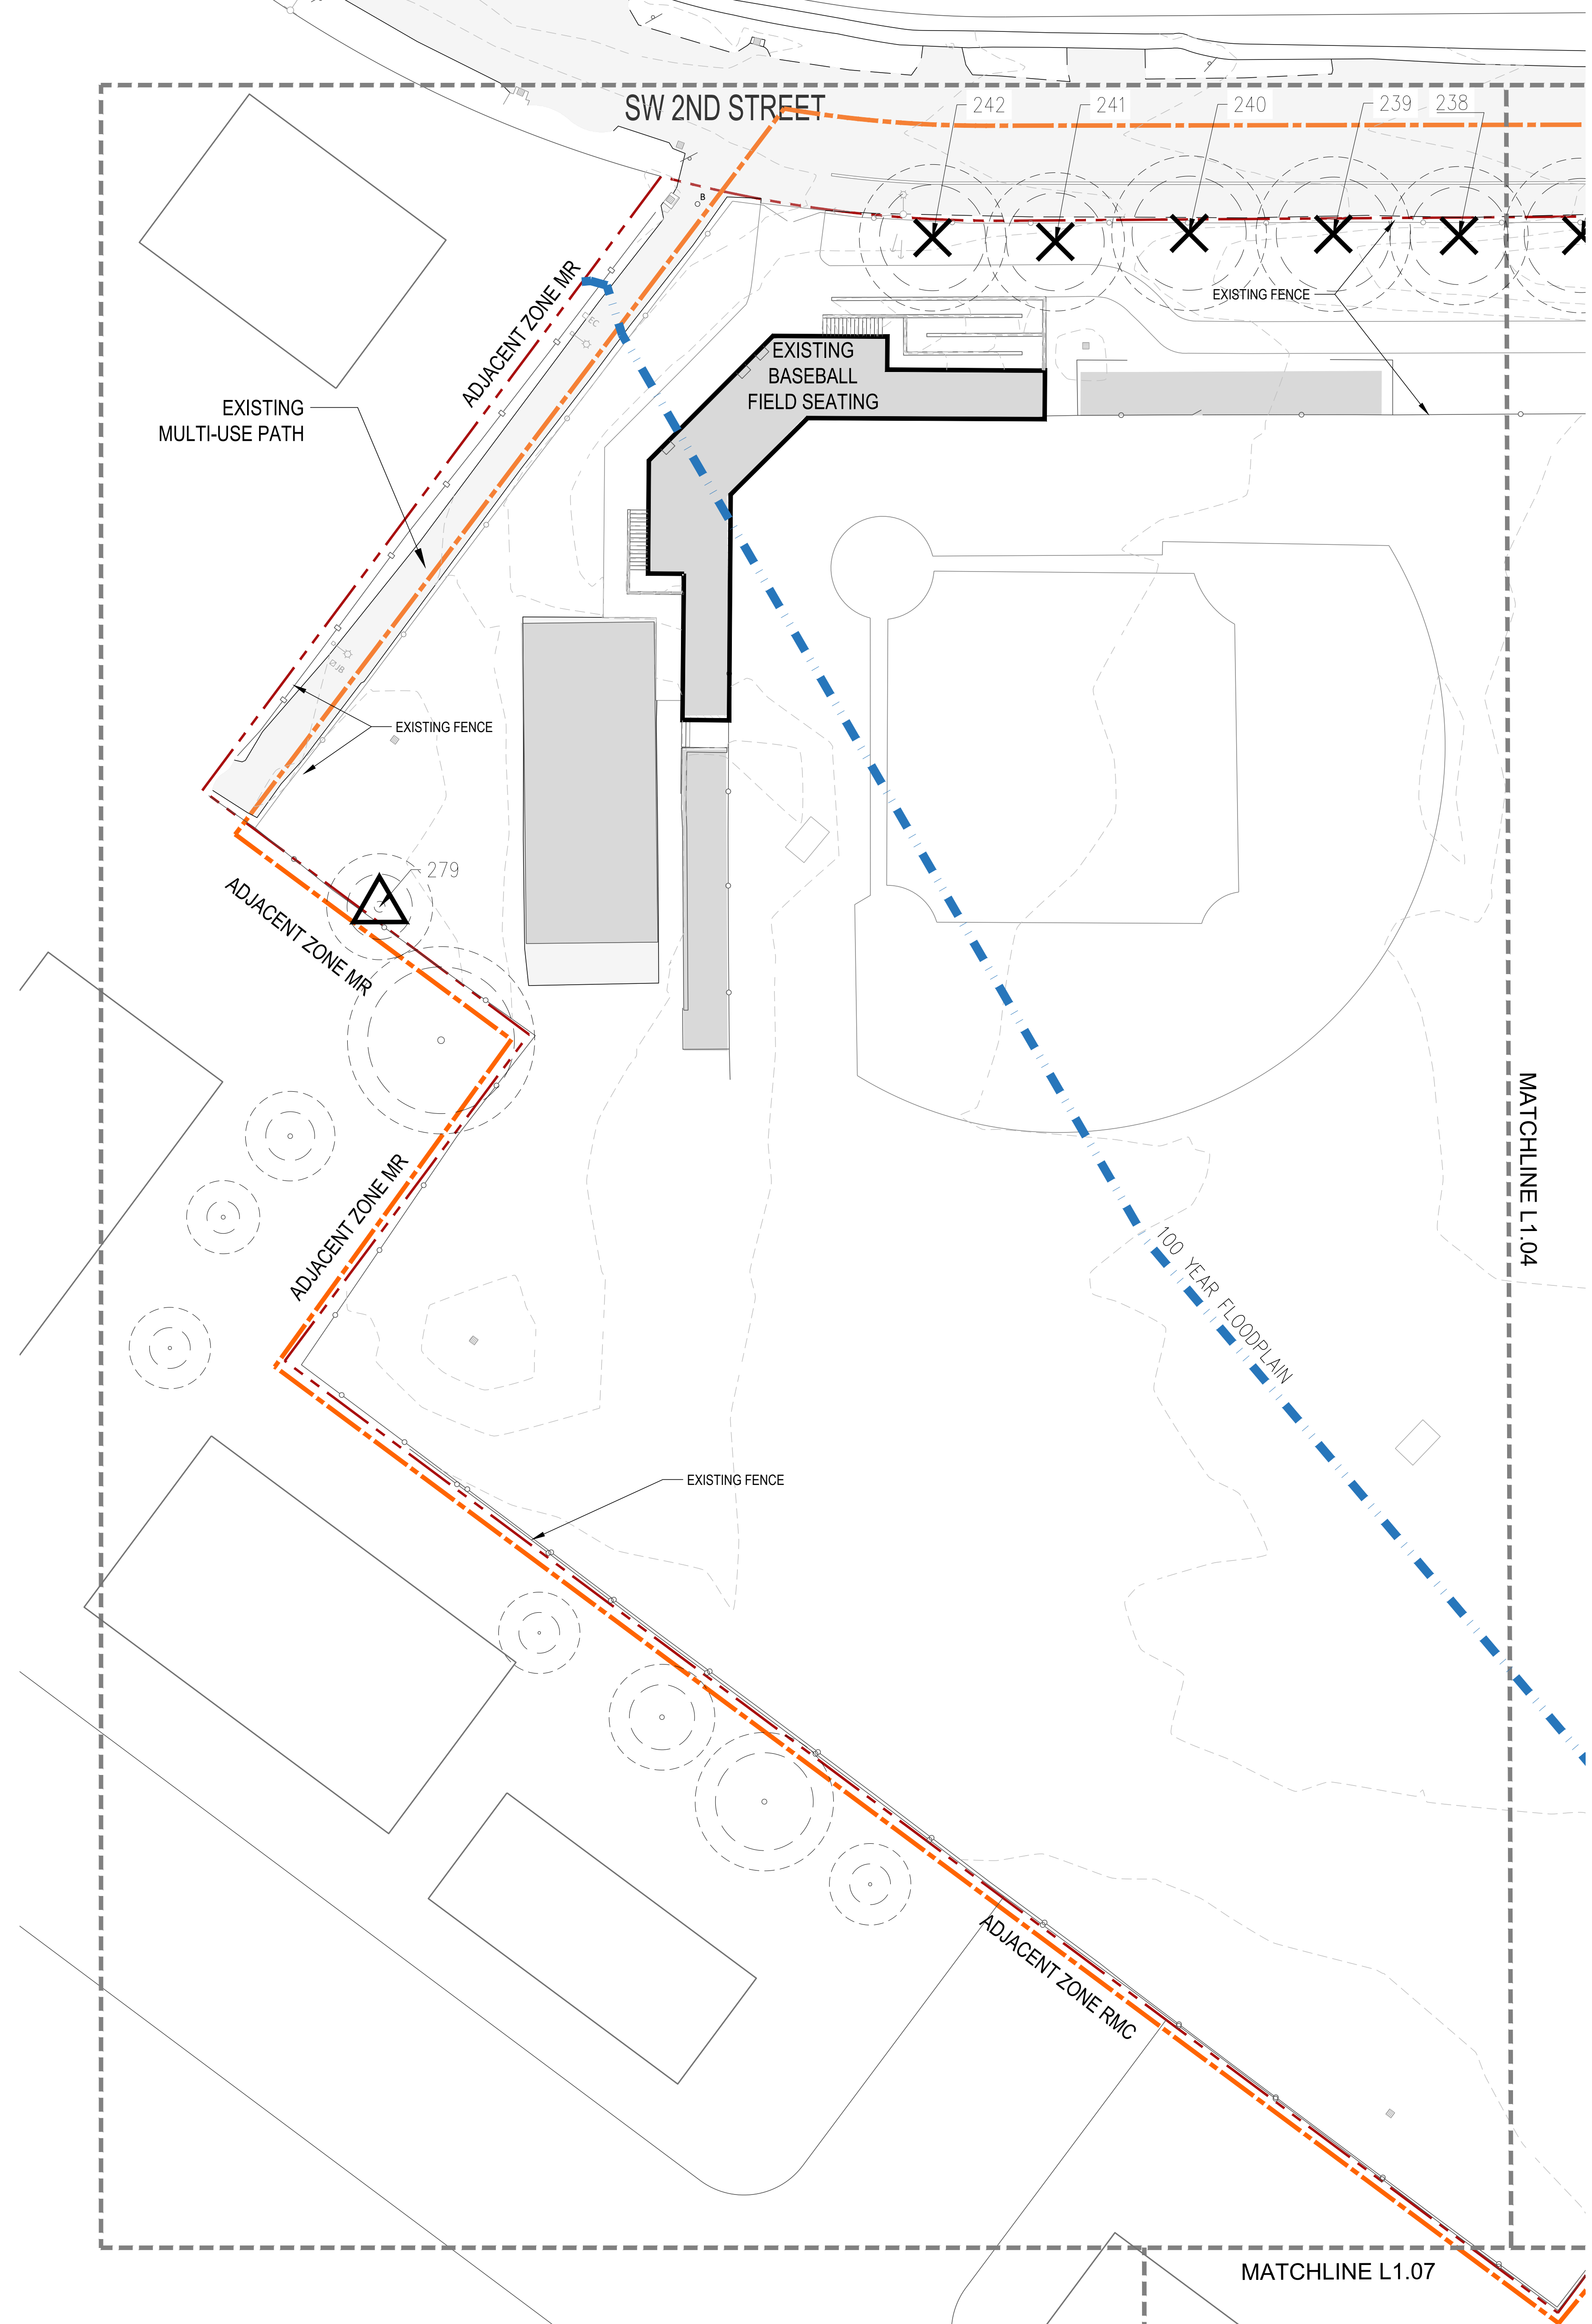 SW 2ND STREET
242
241
240
239
238
B
ADJACENT ZONE MR
EXISTING FENCE
EC
EXISTING
BASEBALL
FIELD SEATING
EXISTING
MULTI-USE PATH
JB
EXISTING FENCE
279
ADJACENT ZONE MR
ADJACENT ZONE MR
MATCHLINE L1.04
100 YEAR FLOODPLAIN
EXISTING FENCE
ADJACENT ZONE RMC
MATCHLINE L1.07